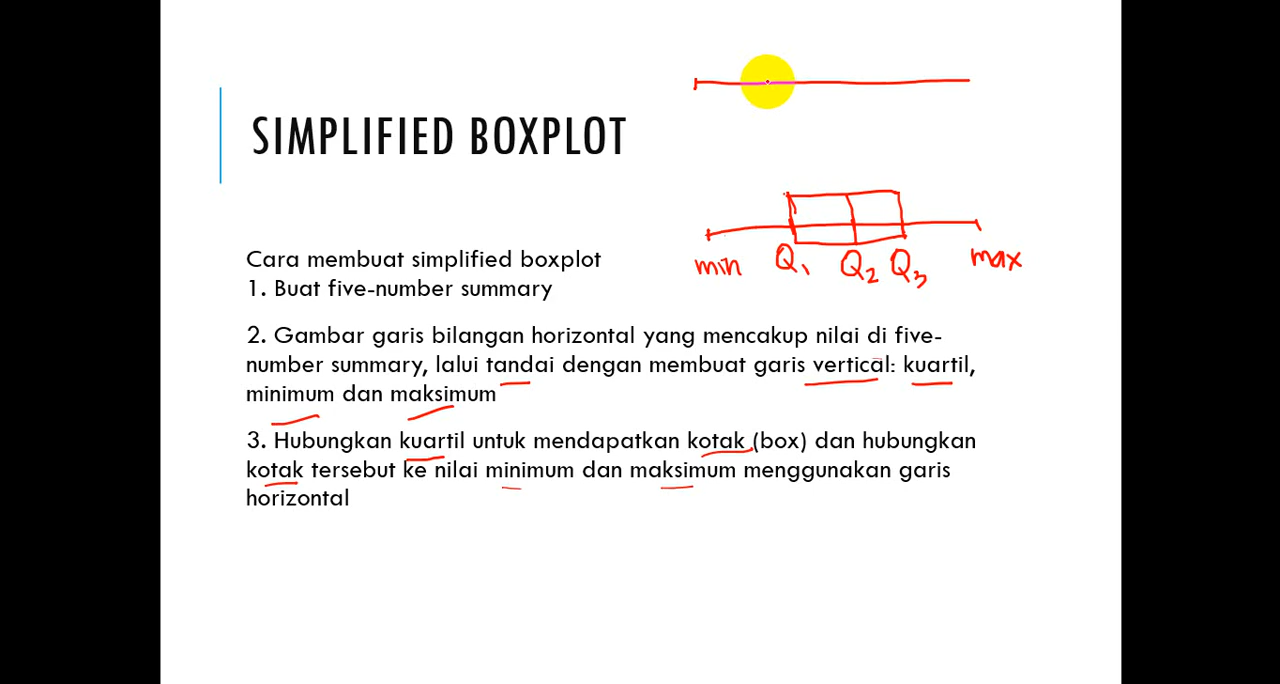 SIMPLIFIED BOXPLOT
min Q1 Q2 Q3 max
Cara membuat simplified boxplot
1. Buat five-number summary
2. Gambar garis bilangan horizontal yang mencakup nilai di five-
number summary, lalui tandai dengan membuat garis vertical: kuartil,
minimum dan maksimum
3. Hubungkan kuartil untuk mendapatkan kotak (box) dan hubungkan
kotak tersebut ke nilai minimum dan maksimum menggunakan garis
horizontal